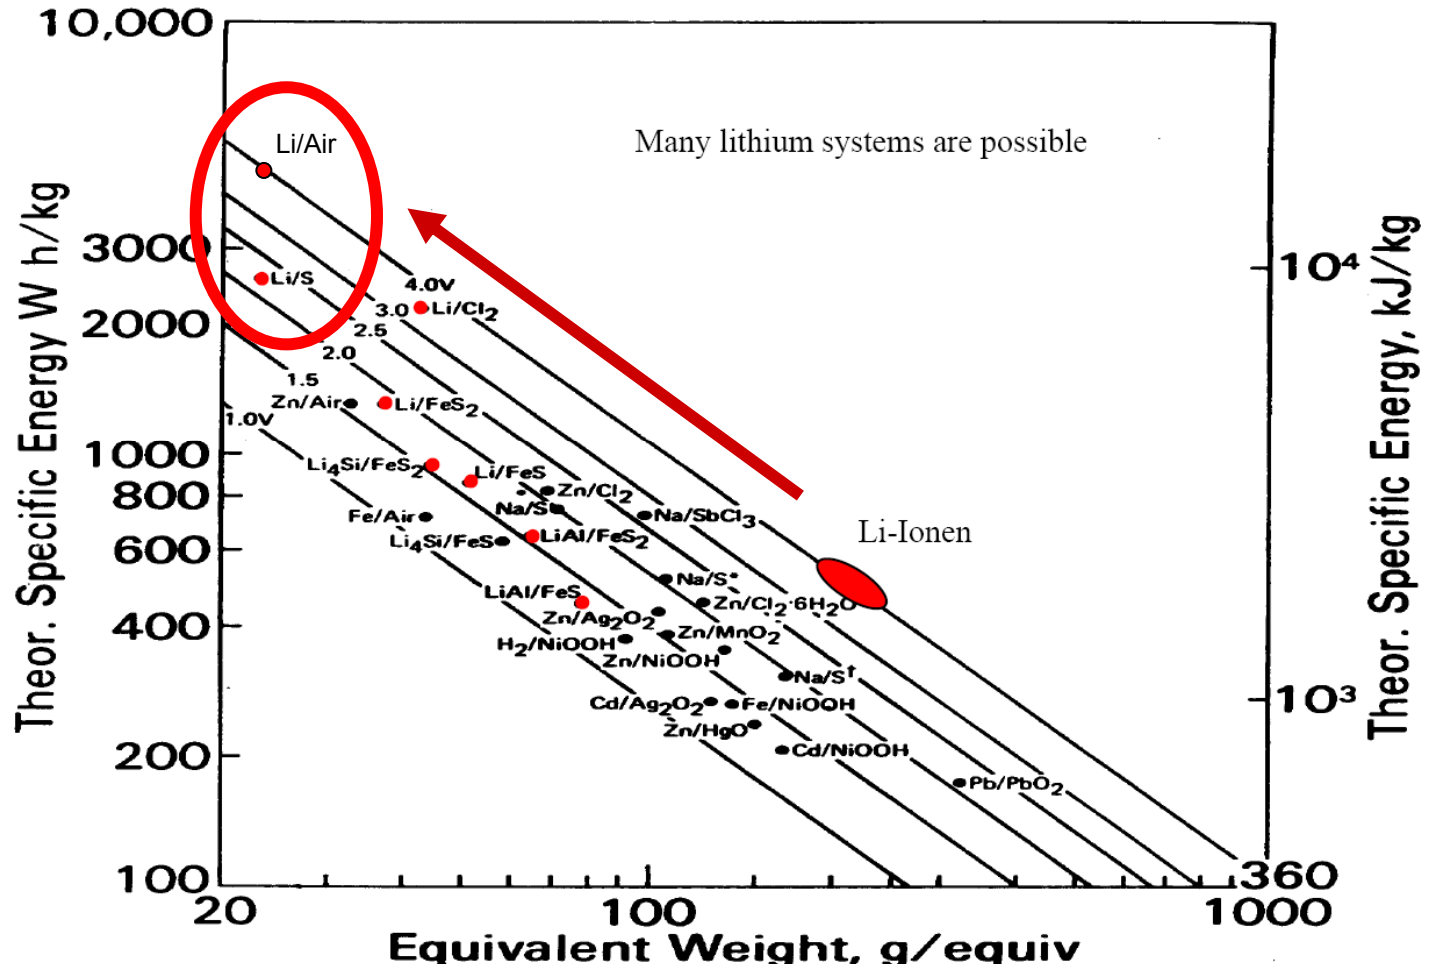 10,000
Li/Air
Many lithium systems are possible
3000
Li/S
10⁴
4.0V
3.0
Li/Cl₂
2000
2.5
2.0
1.5
Zn/Air
Li/FeS₂
1.0V
1000
Li₄Si/FeS₂
Li/FeS
800
Zn/Cl₂
Na/S
Na/SbCl₃
Fe/Air
Li-Ionen
600
Li₄Si/FeS
LiAl/FeS₂
Na/S*
LiAl/FeS
Zn/Cl₂·6H₂O
400
Zn/Ag₂O₂
Zn/MnO₂
H₂/NiOOH
Zn/NiOOH
Na/S†
Cd/Ag₂O₂
Fe/NiOOH
10³
Zn/HgO
200
Cd/NiOOH
Pb/PbO₂
100
360
20
100
1000
Equivalent Weight, g/equiv
Theor. Specific Energy W h/kg
Theor. Specific Energy, kJ/kg